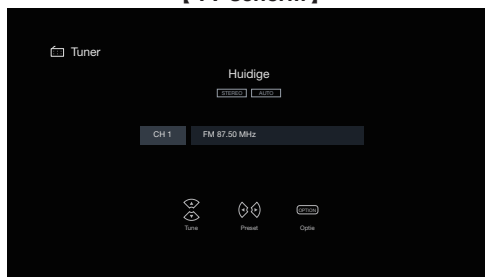 Tuner
Huidige
STEREO AUTO
CH 1 FM 87.50 MHz
OPTION
Tune Preset Optie